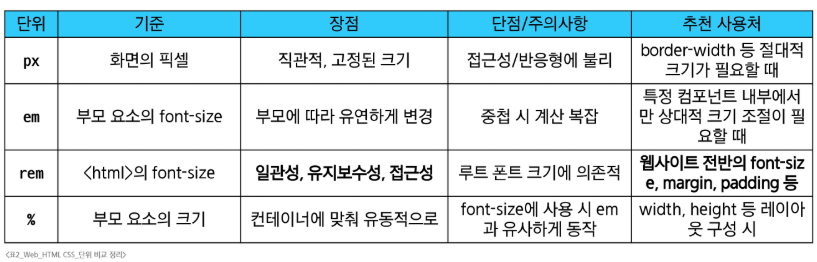 단위 기준 장점 단점/주의사항 추천 사용처
px 화면의 픽셀 직관적, 고정된 크기 접근성/반응형에 불리 border-width 등 절대적
크기가 필요할 때
em 부모 요소의 font-size 부모에 따라 유연하게 변경 중첩 시 계산 복잡 특정 컴포넌트 내부에서
만 상대적 크기 조절이 필
요할 때
rem <html>의 font-size 일관성, 유지보수성, 접근성 루트 폰트 크기에 의존적 웹사이트 전반의 font-siz
e, margin, padding 등
% 부모 요소의 크기 컨테이너에 맞춰 유동적으로 font-size에 사용 시 em
과 유사하게 동작 width, height 등 레이아
웃 구성 시
<표2_Web_HTML CSS_단위 비교 정리>